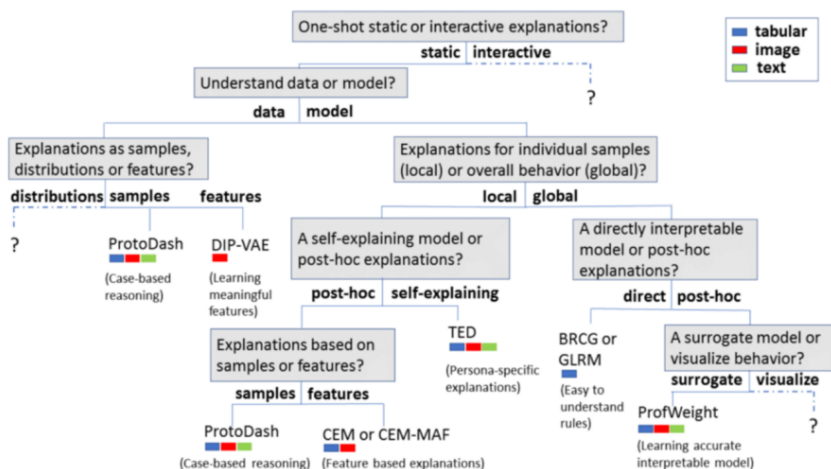 One-shot static or interactive explanations?
tabular
image
text
static interactive
Understand data or model?
?
data model
Explanations as samples,
distributions or features?
Explanations for individual samples
(local) or overall behavior (global)?
distributions samples features
local global
?
ProtoDash
(Case-based
reasoning)
DIP-VAE
(Learning
meaningful
features)
A self-explaining model or
post-hoc explanations?
A directly interpretable
model or post-hoc
explanations?
post-hoc self-explaining
direct post-hoc
Explanations based on
samples or features?
TED
(Persona-specific
explanations)
BRCG or
GLRM
(Easy to
understand
rules)
A surrogate model or
visualize behavior?
samples features
surrogate visualize
ProtoDash
(Case-based reasoning)
CEM or CEM-MAF
(Feature based explanations)
ProfWeight
(Learning accurate
interpretable model)
?